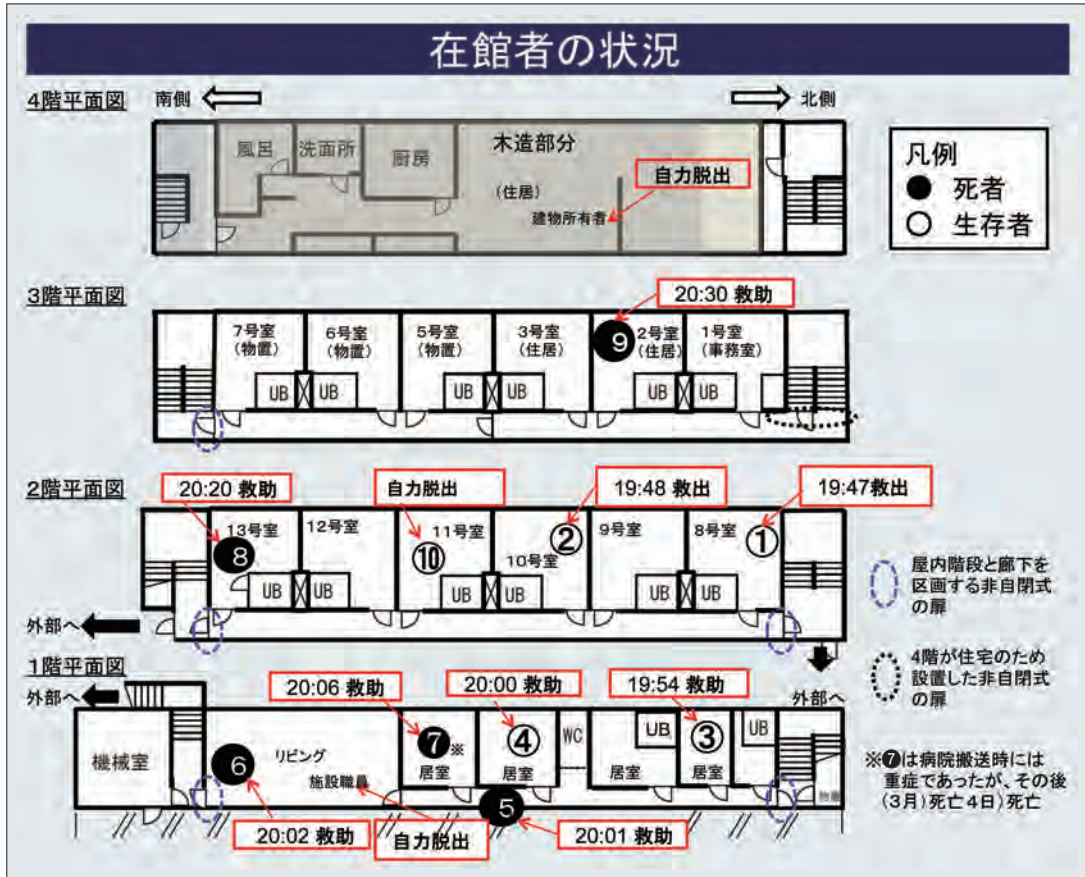 在館者の状況
4階平面図
南側
北側
風呂
洗面所
厨房
木造部分
(住居)
自力脱出
建物所有者
凡例
死者
生存者
3階平面図
20:30 救助
7号室
(物置)
6号室
(物置)
5号室
(物置)
3号室
(住居)
❾
2号室
(住居)
1号室
(事務室)
UB
UB
UB
UB
UB
UB
2階平面図
20:20 救助
自力脱出
19:48 救出
19:47救出
13号室
12号室
11号室
10号室
9号室
8号室
❽
⑩
②
①
UB
UB
UB
UB
UB
UB
外部へ
屋内階段と廊下を
区画する非自閉式
の扉
1階平面図
外部へ
20:06 救助
20:00 救助
19:54 救助
外部へ
4階が住宅のため
設置した非自閉式
の扉
機械室
❻
リビング
施設職員
❼※
居室
④
居室
WC
居室
UB
③
居室
UB
❺
20:02 救助
自力脱出
20:01 救助
※❼は病院搬送時には
重症であったが、その後
(3月)死亡4日)死亡